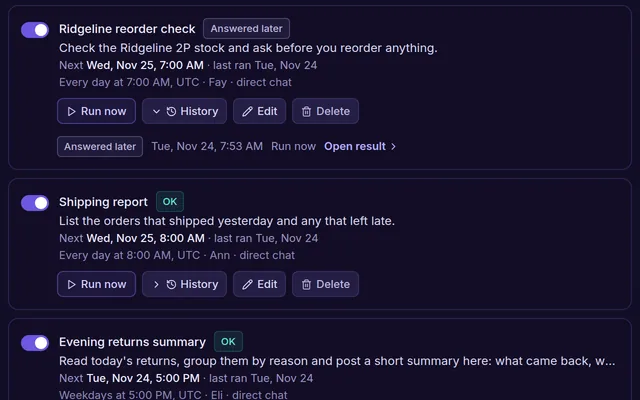 Ridgeline reorder check Answered later
Check the Ridgeline 2P stock and ask before you reorder anything.
Next Wed, Nov 25, 7:00 AM · last ran Tue, Nov 24
Every day at 7:00 AM, UTC · Fay · direct chat
Run now History Edit Delete
Answered later Tue, Nov 24, 7:53 AM Run now Open result
Shipping report OK
List the orders that shipped yesterday and any that left late.
Next Wed, Nov 25, 8:00 AM · last ran Tue, Nov 24
Every day at 8:00 AM, UTC · Ann · direct chat
Run now History Edit Delete
Evening returns summary OK
Read today's returns, group them by reason and post a short summary here: what came back, w...
Next Tue, Nov 24, 5:00 PM · last ran Tue, Nov 24
Weekdays at 5:00 PM, UTC · Eli · direct chat